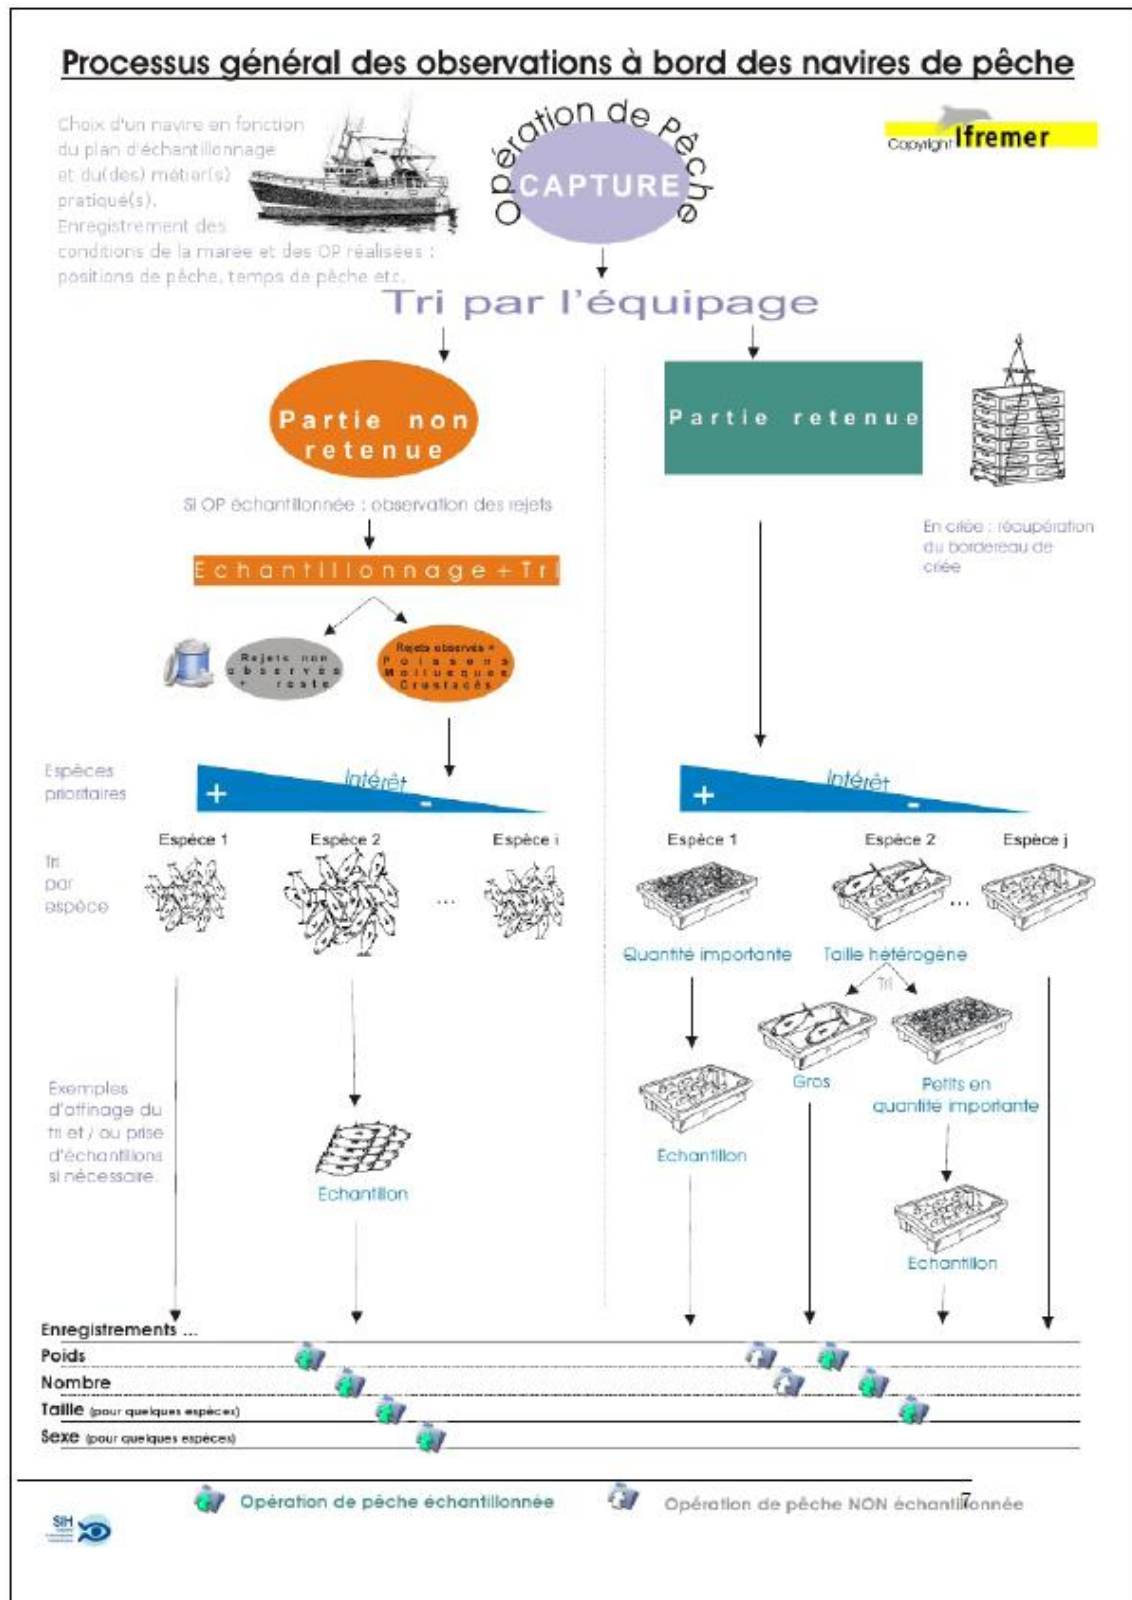 Processus général des observations à bord des navires de pêche
Choix d'un navire en fonction
du plan d'échantillonnage
et du(des) métier(s)
pratiqué(s).
Enregistrement des
conditions de la marée et des OP réalisées :
positions de pêche, temps de pêche etc.
Opération de Pêche
CAPTURE
Copyright Ifremer
Tri par l'équipage
Partie non
retenue
Partie retenue
Si OP échantillonnée : observation des rejets
En criée : récupération
du bordereau de
criée
Echantillonnage+Tri
Rejets non
observés
+ reste
Rejets observés =
Poissons
Mollusques
Crustacés
Espèces
prioritaires
+ Intérêt -
+ Intérêt -
Tri
par
espèce
Espèce 1 Espèce 2 Espèce i
...
Espèce 1 Espèce 2 Espèce j
...
Quantité importante Taille hétérogène
Tri
Gros
Petits en
quantité importante
Exemples
d'affinage du
tri et / ou prise
d'échantillons
si nécessaire.
Echantillon
Echantillon
Echantillon
Enregistrements ...
Poids
Nombre
Taille (pour quelques espèces)
Sexe (pour quelques espèces)
Opération de pêche échantillonnée
Opération de pêche NON échantillonnée
7
SIH